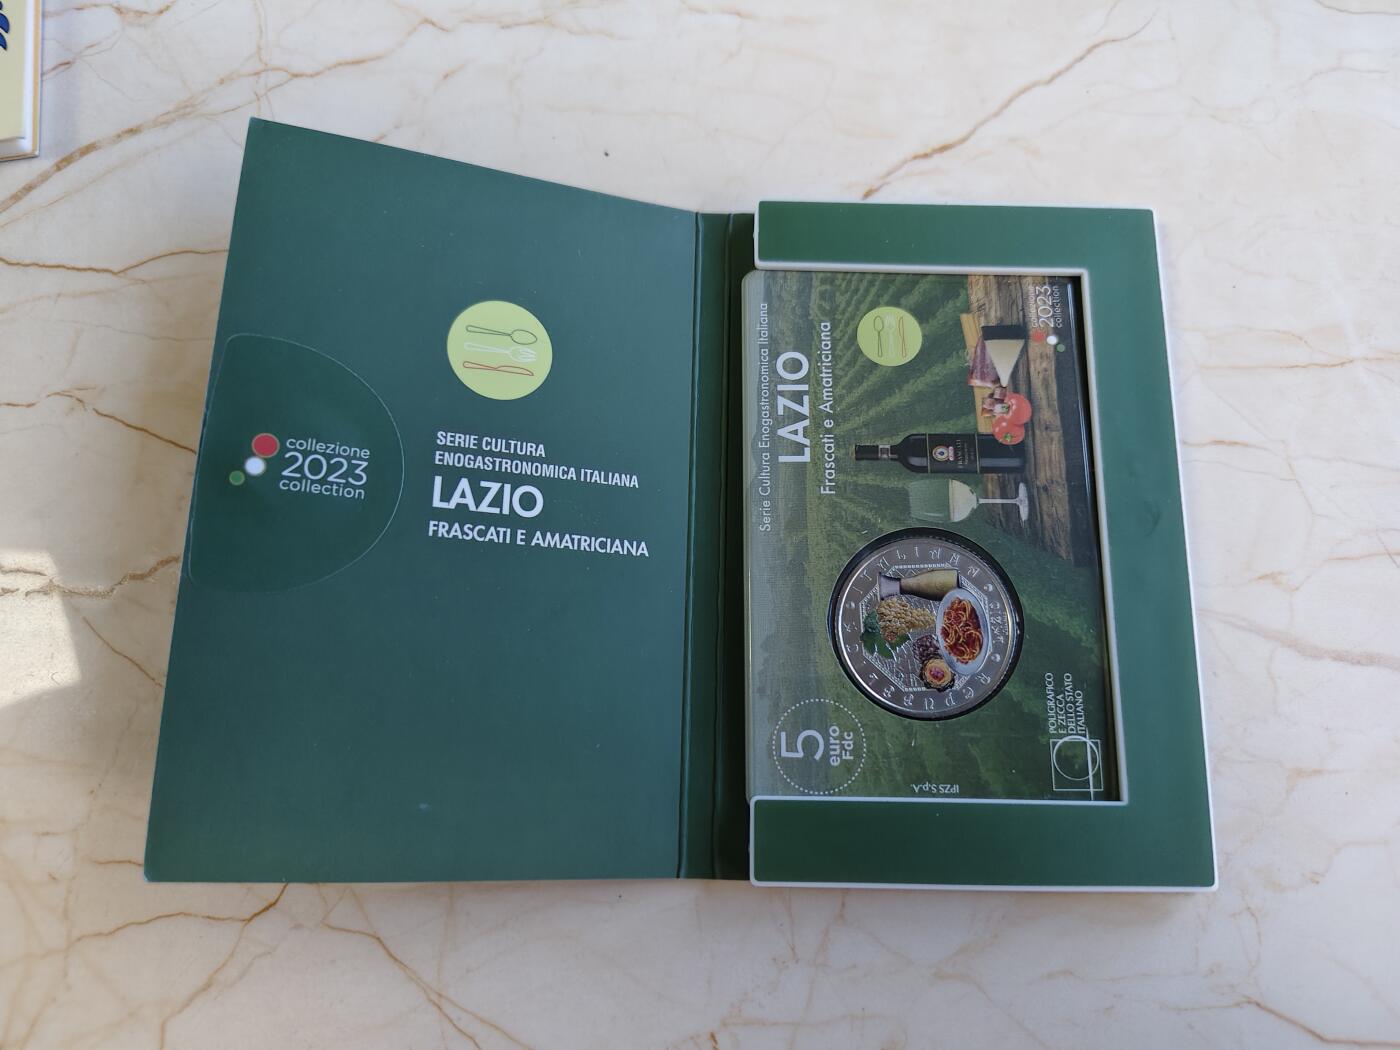 collezione
2023
collection
SERIE CULTURA
ENOGASTRONOMICA ITALIANA
LAZIO
FRASCATI E AMATRICIANA
Serie Cultura Enogastronomica Italiana
LAZIO
Frascati e Amatriciana
collezione
2023
collection
FRASCATI
5
euro
Fdc
IPZS S.p.A.
POLIGRAFICO
E ZECCA
DELLO STATO
ITALIANO